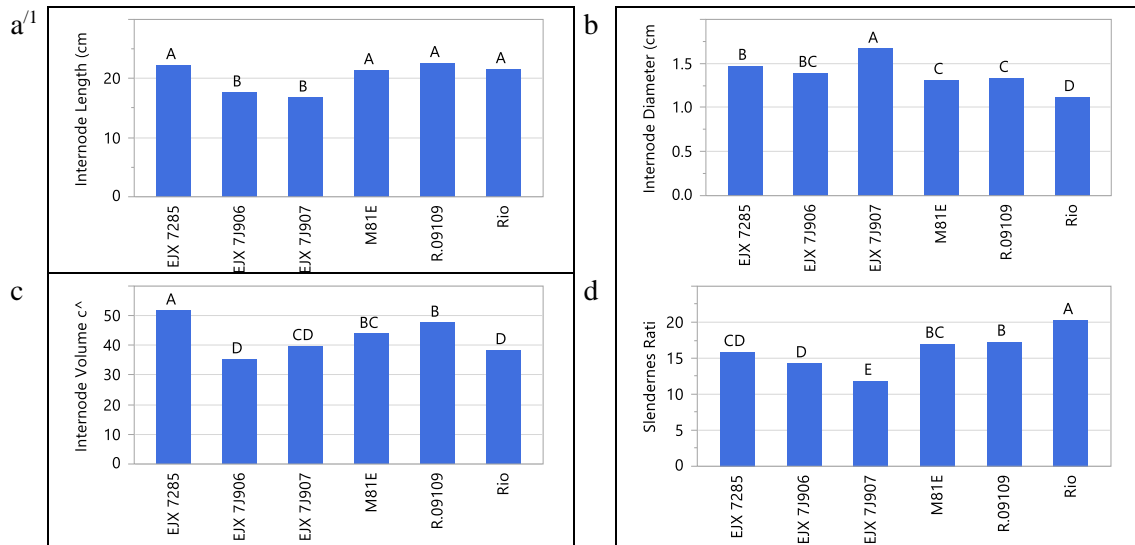 a/1
Internode Length (cm
20
10
0
A
B
B
A
A
A
EJX 7285
EJX 7J906
EJX 7J907
M81E
R.09109
Rio
b
Internode Diameter (cm
1.5
1.0
0.5
0.0
B
BC
A
C
C
D
EJX 7285
EJX 7J906
EJX 7J907
M81E
R.09109
Rio
c
Internode Volume c^
50
40
30
20
10
0
A
D
CD
BC
B
D
EJX 7285
EJX 7J906
EJX 7J907
M81E
R.09109
Rio
d
Slendernes Rati
20
15
10
5
0
CD
D
E
BC
B
A
EJX 7285
EJX 7J906
EJX 7J907
M81E
R.09109
Rio